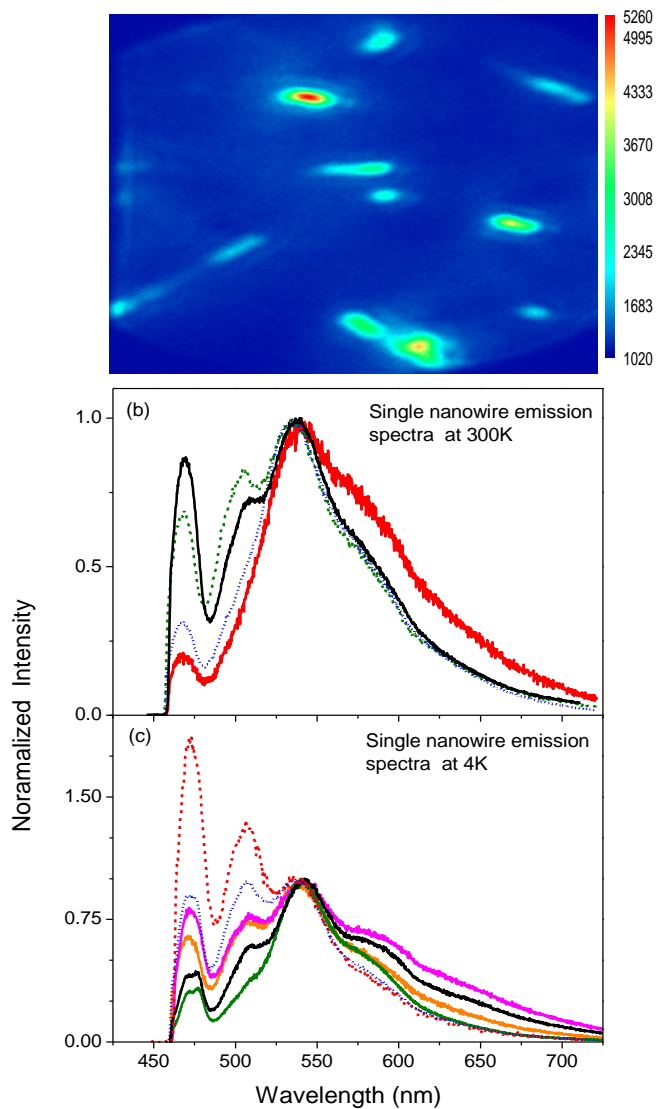 5260
4995
4333
3670
3008
2345
1683
1020
(b)
Single nanowire emission
spectra at 300K
1.0
0.5
0.0
(c)
Single nanowire emission
spectra at 4K
1.50
0.75
0.00
Noramalized Intensity
450 500 550 600 650 700
Wavelength (nm)